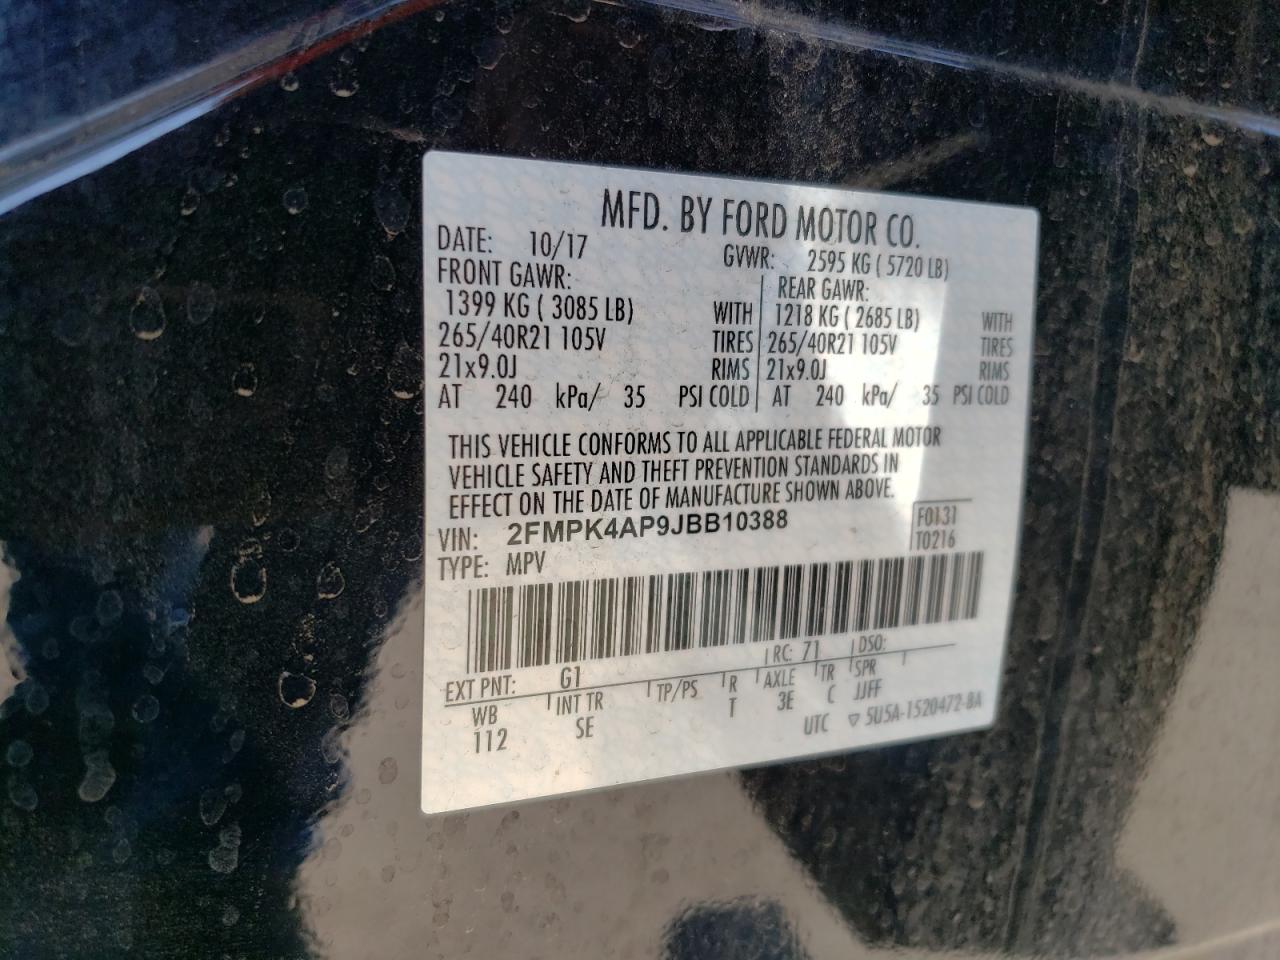 MFD. BY FORD MOTOR CO.
DATE: 10/17 GVWR: 2595 KG ( 5720 LB)
FRONT GAWR: REAR GAWR:
1399 KG ( 3085 LB) WITH 1218 KG ( 2685 LB) WITH
265/40R21 105V TIRES 265/40R21 105V TIRES
21x9.0J RIMS 21x9.0J RIMS
AT 240 kPa/ 35 PSI COLD AT 240 kPa/ 35 PSI COLD
THIS VEHICLE CONFORMS TO ALL APPLICABLE FEDERAL MOTOR
VEHICLE SAFETY AND THEFT PREVENTION STANDARDS IN
EFFECT ON THE DATE OF MANUFACTURE SHOWN ABOVE.
VIN: 2FMPK4AP9JBB10388 F0131
TYPE: MPV T0216
EXT PNT: G1 RC: 71 DSO:
WB INT TR TP/PS R AXLE TR SPR
112 SE T 3E C JJFF
UTC ▽ 5U5A-1520472-BA